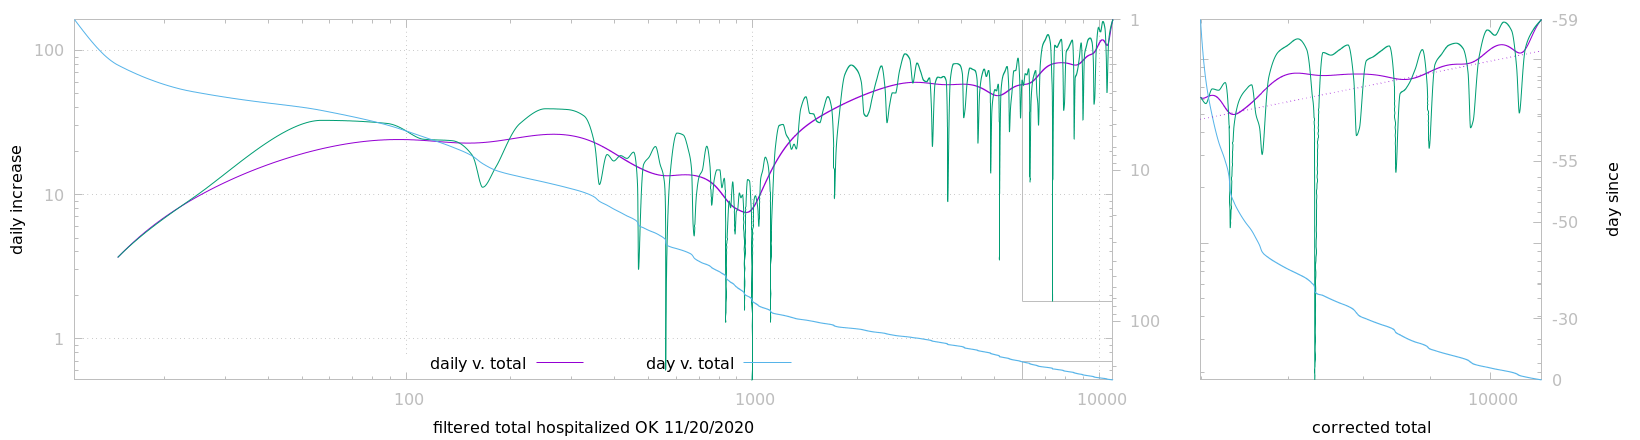 100
10
1
daily increase
1
10
100
daily v. total
day v. total
100
1000
10000
filtered total hospitalized OK 11/20/2020
-59
-55
-50
-30
0
day since
10000
corrected total